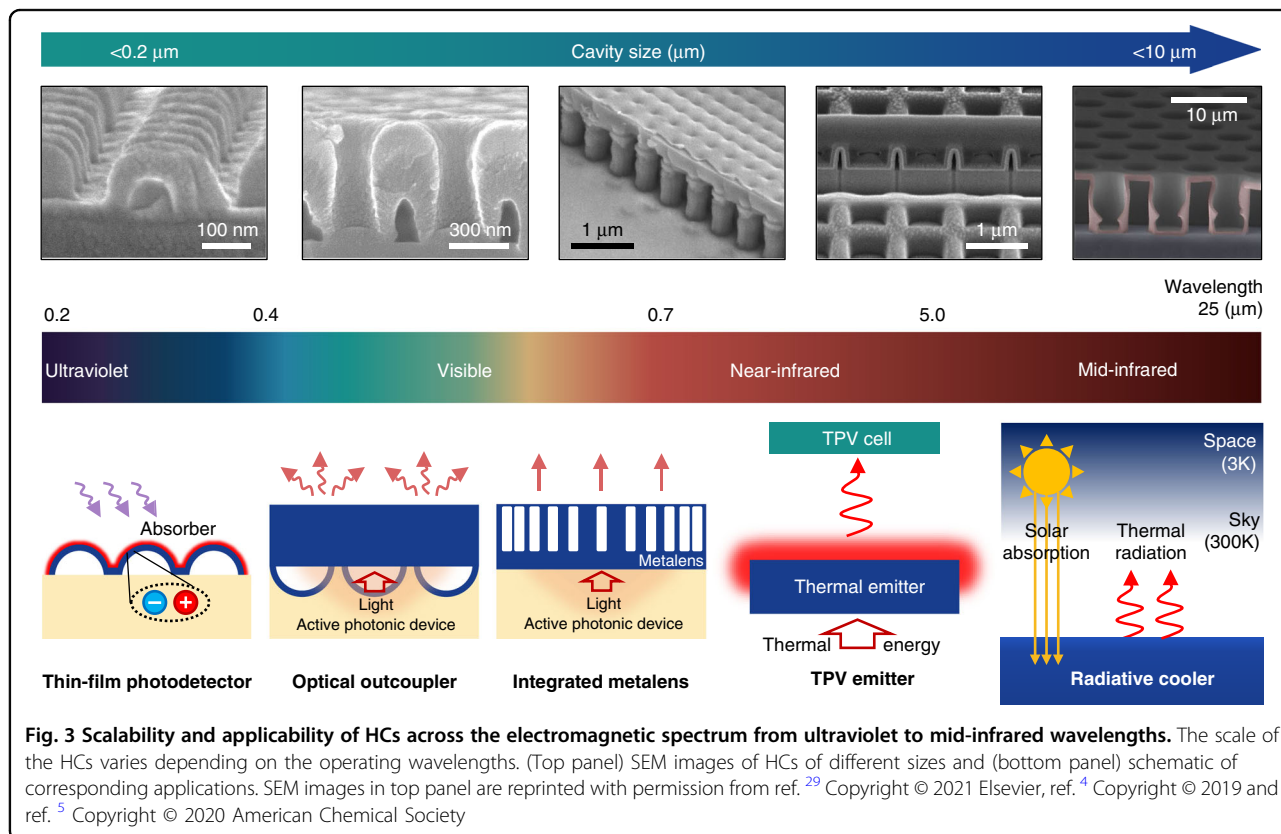 <0.2 μm
Cavity size (μm)
<10 μm
100 nm
300 nm
1 μm
1 μm
10 μm
Wavelength
0.2
0.4
0.7
5.0
25 (μm)
Ultraviolet
Visible
Near-infrared
Mid-infrared
Absorber
− +
Thin-film photodetector
Light
Active photonic device
Optical outcoupler
Metalens
Light
Active photonic device
Integrated metalens
TPV cell
Thermal emitter
Thermal energy
TPV emitter
Space
(3K)
Sky
(300K)
Solar
absorption
Thermal
radiation
Radiative cooler
Fig. 3 Scalability and applicability of HCs across the electromagnetic spectrum from ultraviolet to mid-infrared wavelengths. The scale of
the HCs varies depending on the operating wavelengths. (Top panel) SEM images of HCs of different sizes and (bottom panel) schematic of
corresponding applications. SEM images in top panel are reprinted with permission from ref. 29 Copyright © 2021 Elsevier, ref. 4 Copyright © 2019 and
ref. 5 Copyright © 2020 American Chemical Society